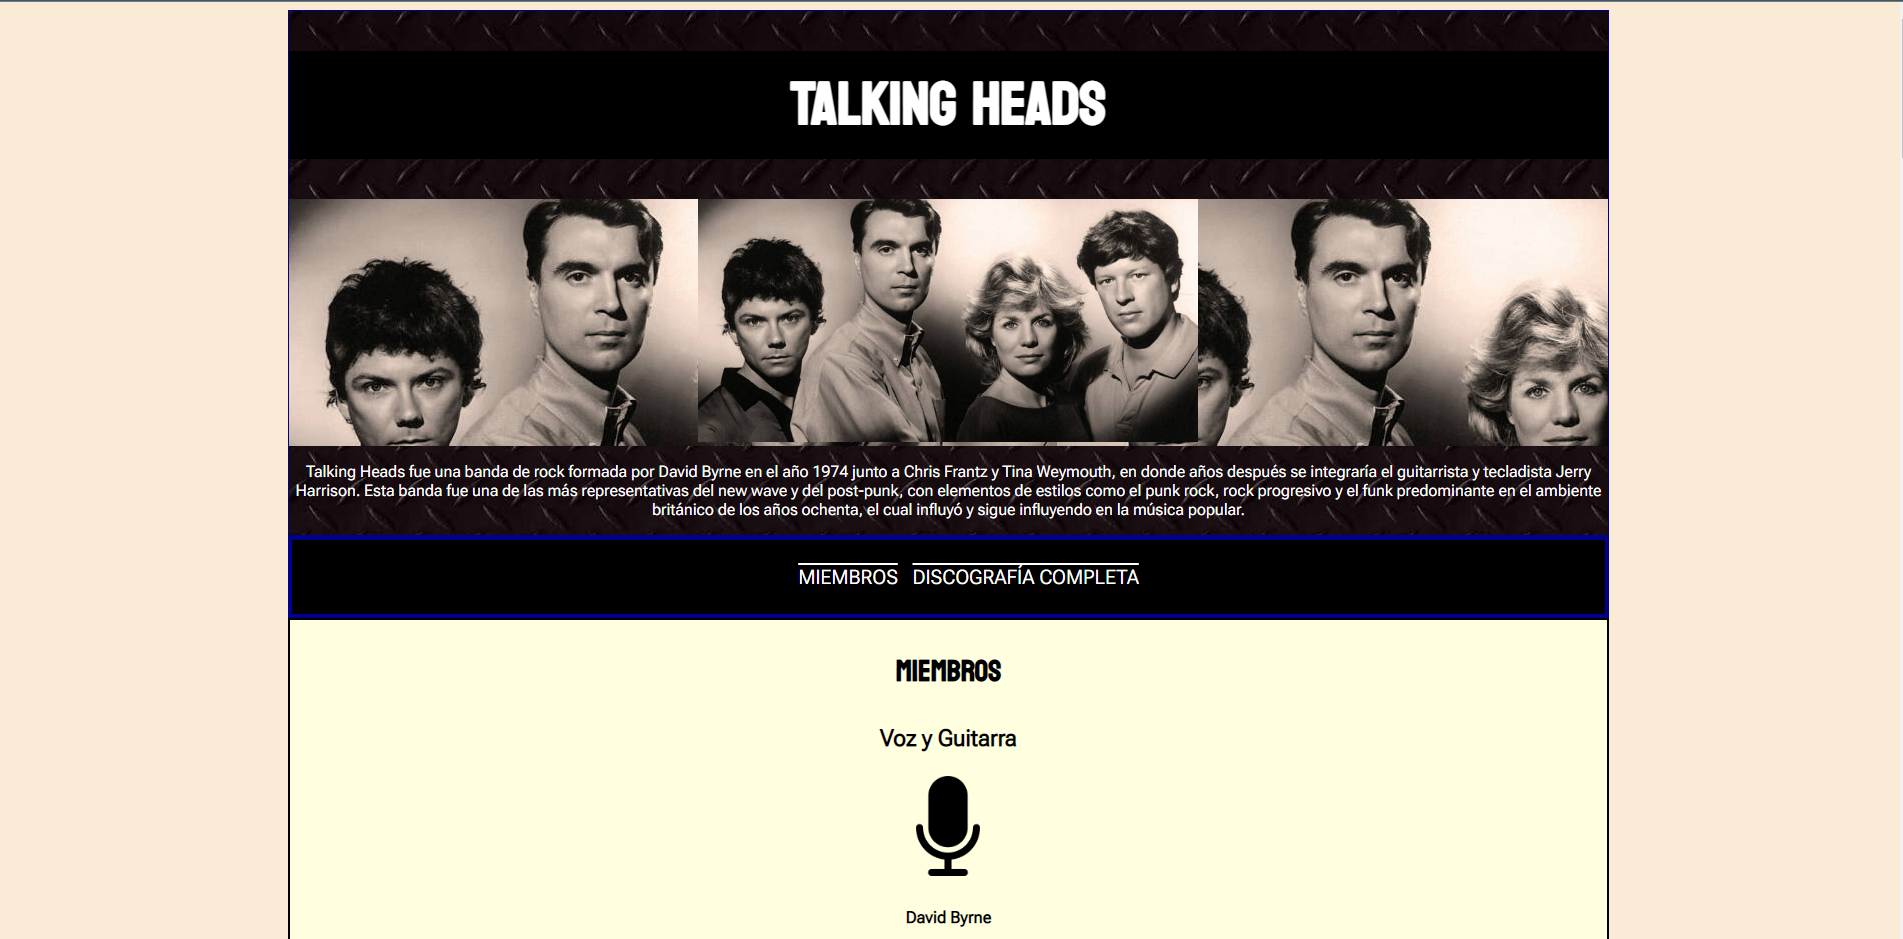 TALKING HEADS
Talking Heads fue una banda de rock formada por David Byrne en el año 1974 junto a Chris Frantz y Tina Weymouth, en donde años después se integraría el guitarrista y tecladista Jerry
Harrison. Esta banda fue una de las más representativas del new wave y del post-punk, con elementos de estilos como el punk rock, rock progresivo y el funk predominante en el ambiente
británico de los años ochenta, el cual influyó y sigue influyendo en la música popular.
MIEMBROS DISCOGRAFÍA COMPLETA
MIEMBROS
Voz y Guitarra
David Byrne